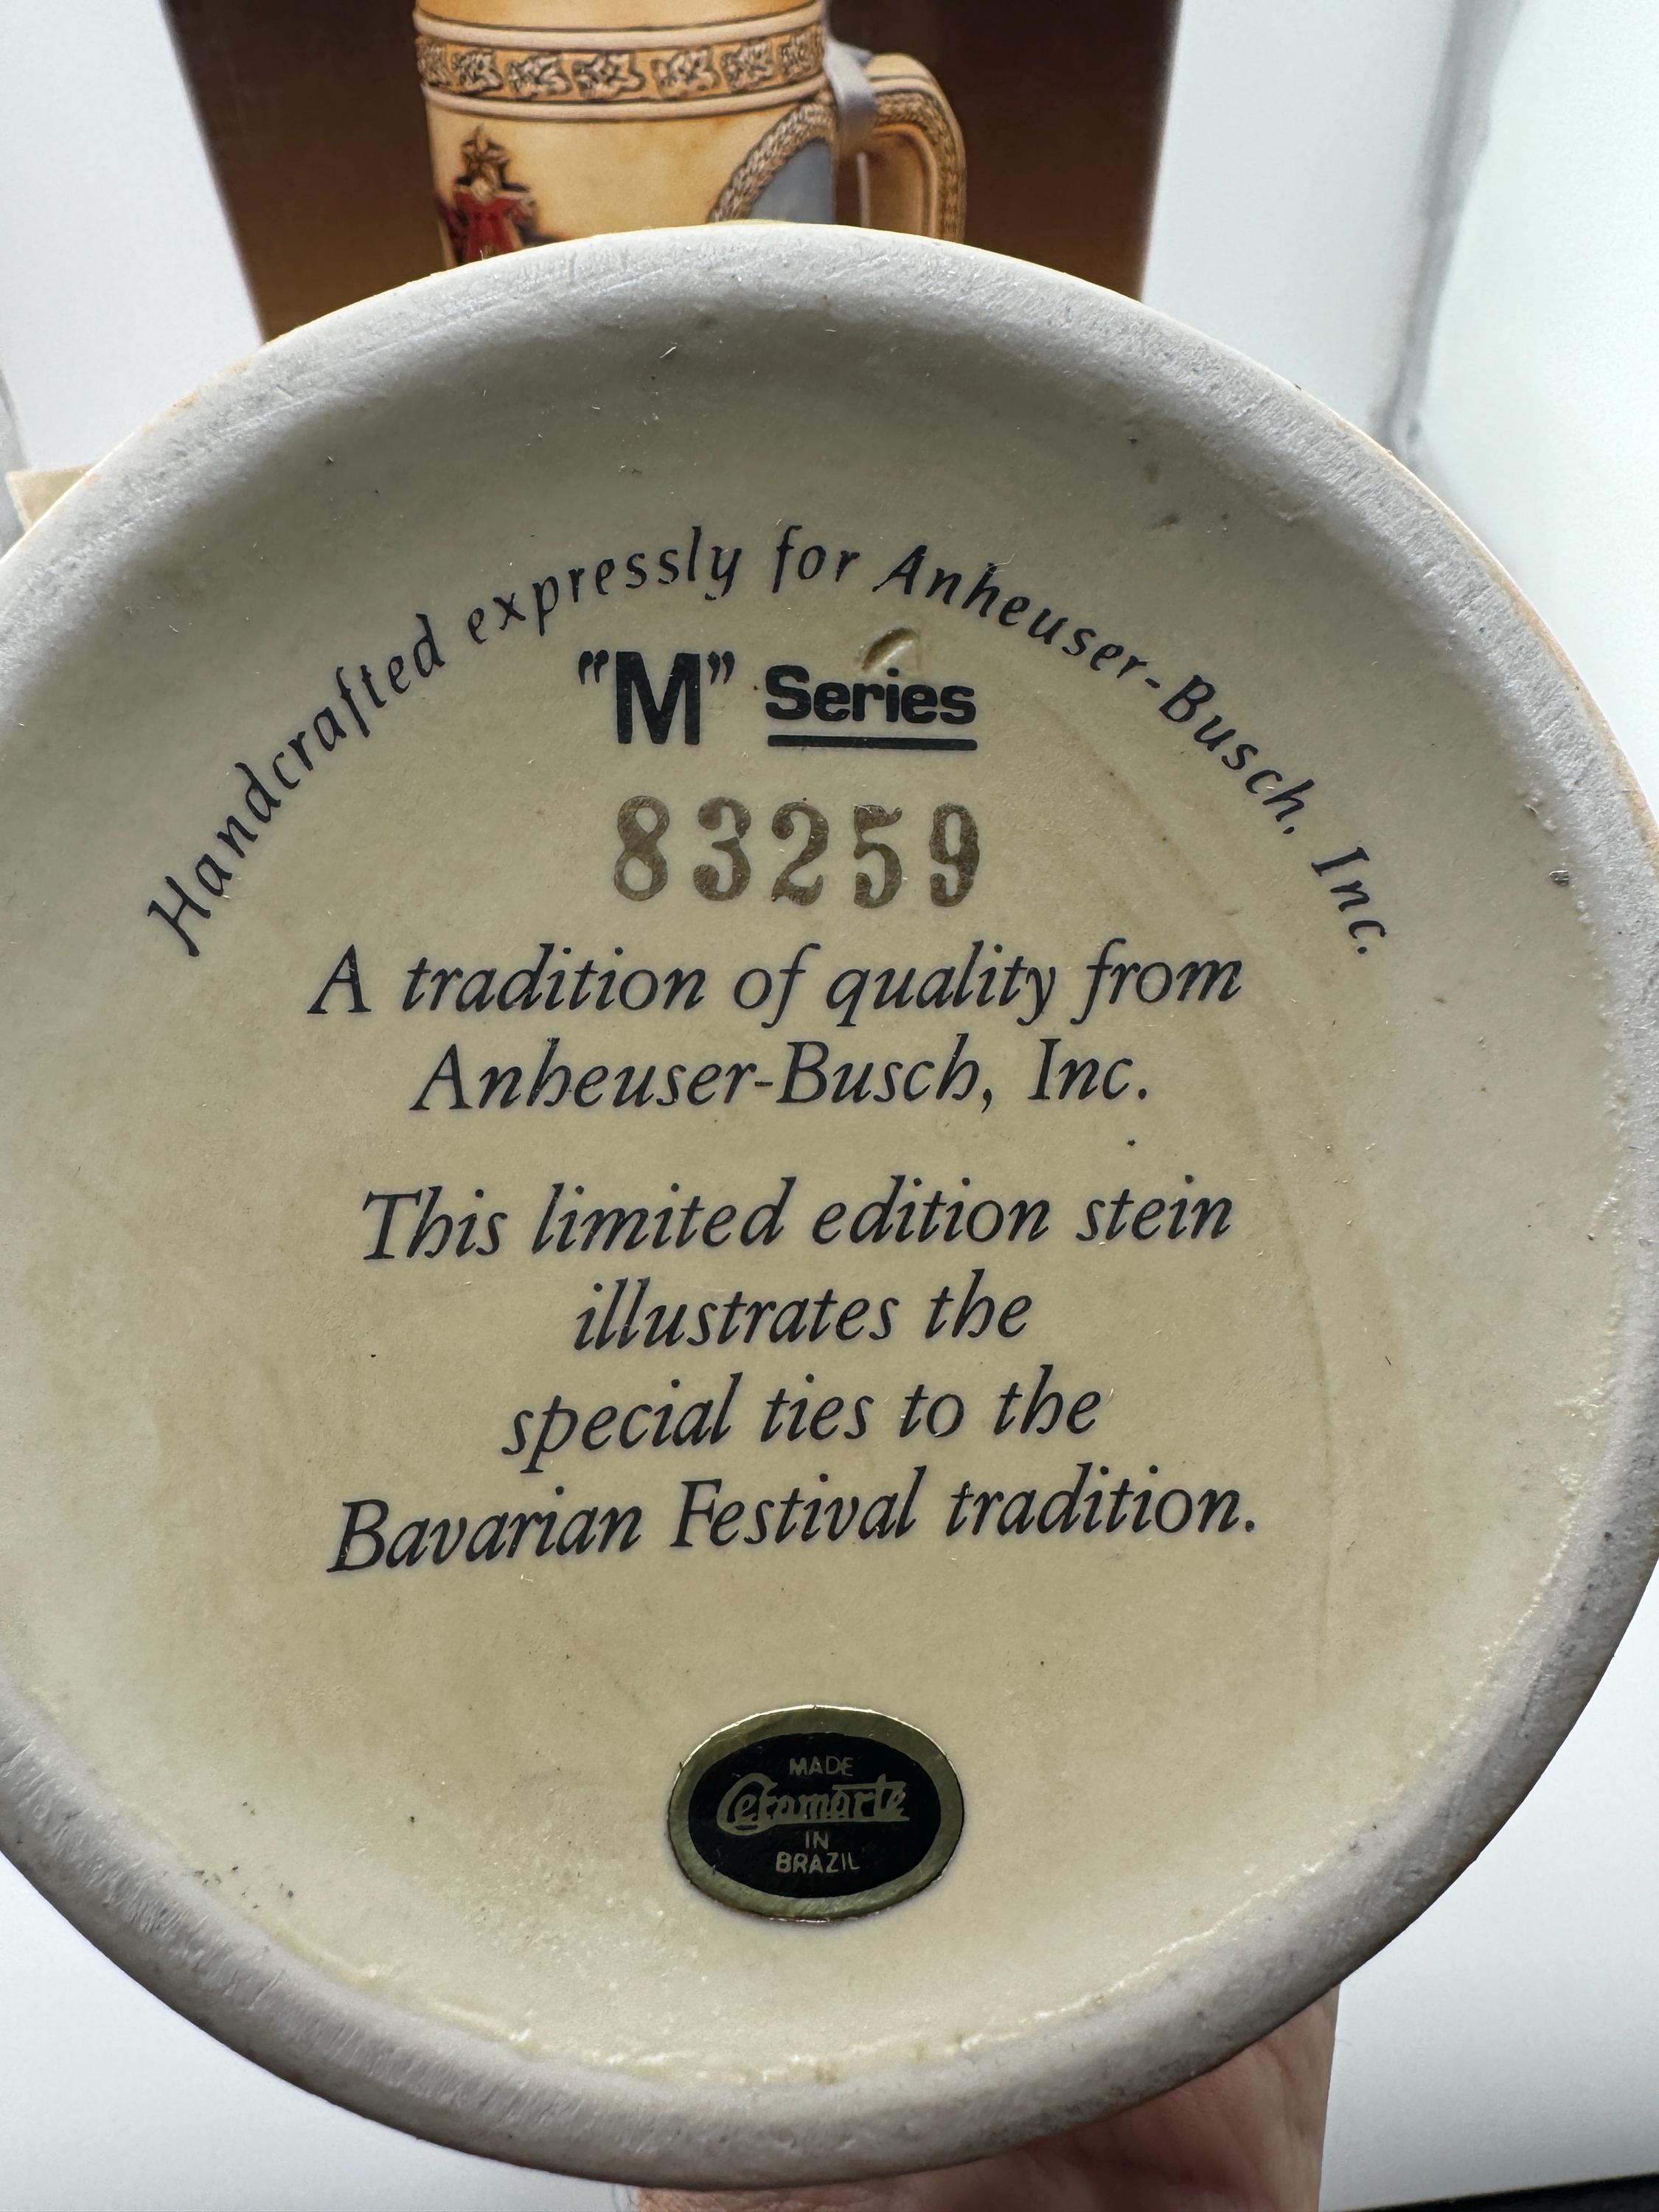 Handcrafted expressly for Anheuser-Busch, Inc.
"M" Series
83259
A tradition of quality from
Anheuser-Busch, Inc.
This limited edition stein
illustrates the
special ties to the
Bavarian Festival tradition.
MADE
Ceramarte
IN
BRAZIL